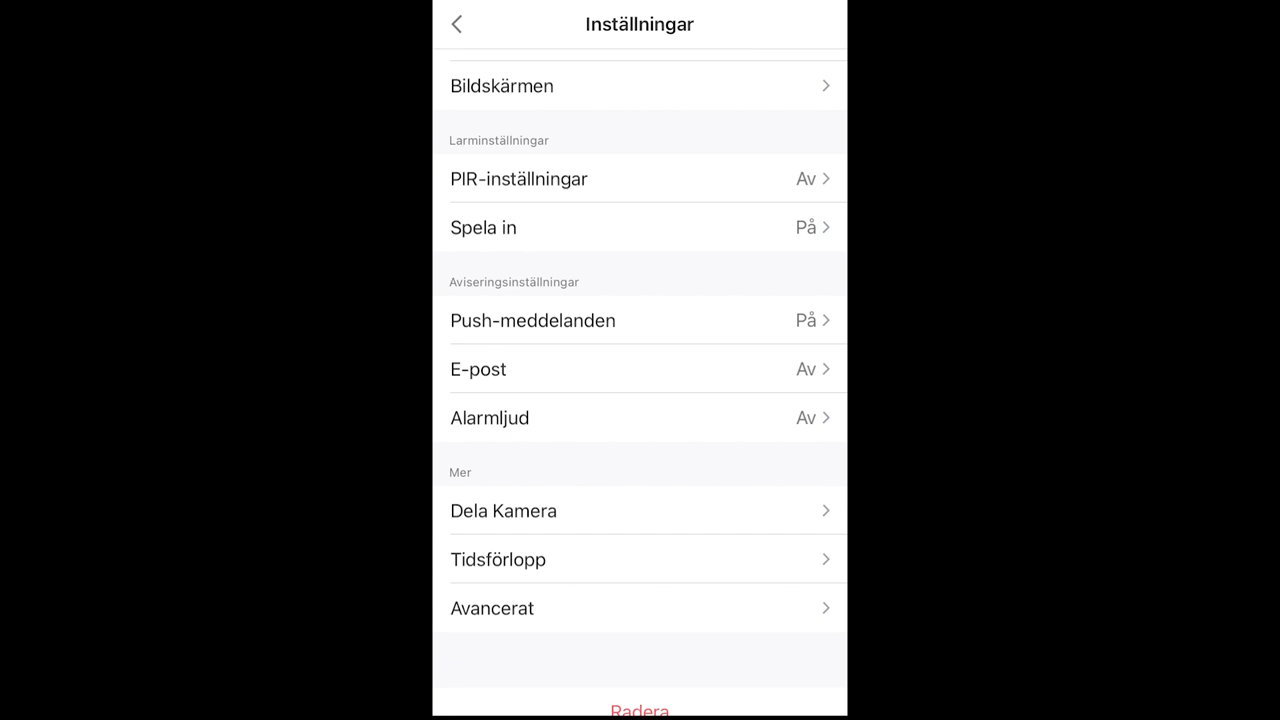 Inställningar
Bildskärmen
Larminställningar
PIR-inställningar Av
Spela in På
Aviseringsinställningar
Push-meddelanden På
E-post Av
Alarmljud Av
Mer
Dela Kamera
Tidsförlopp
Avancerat
Radera